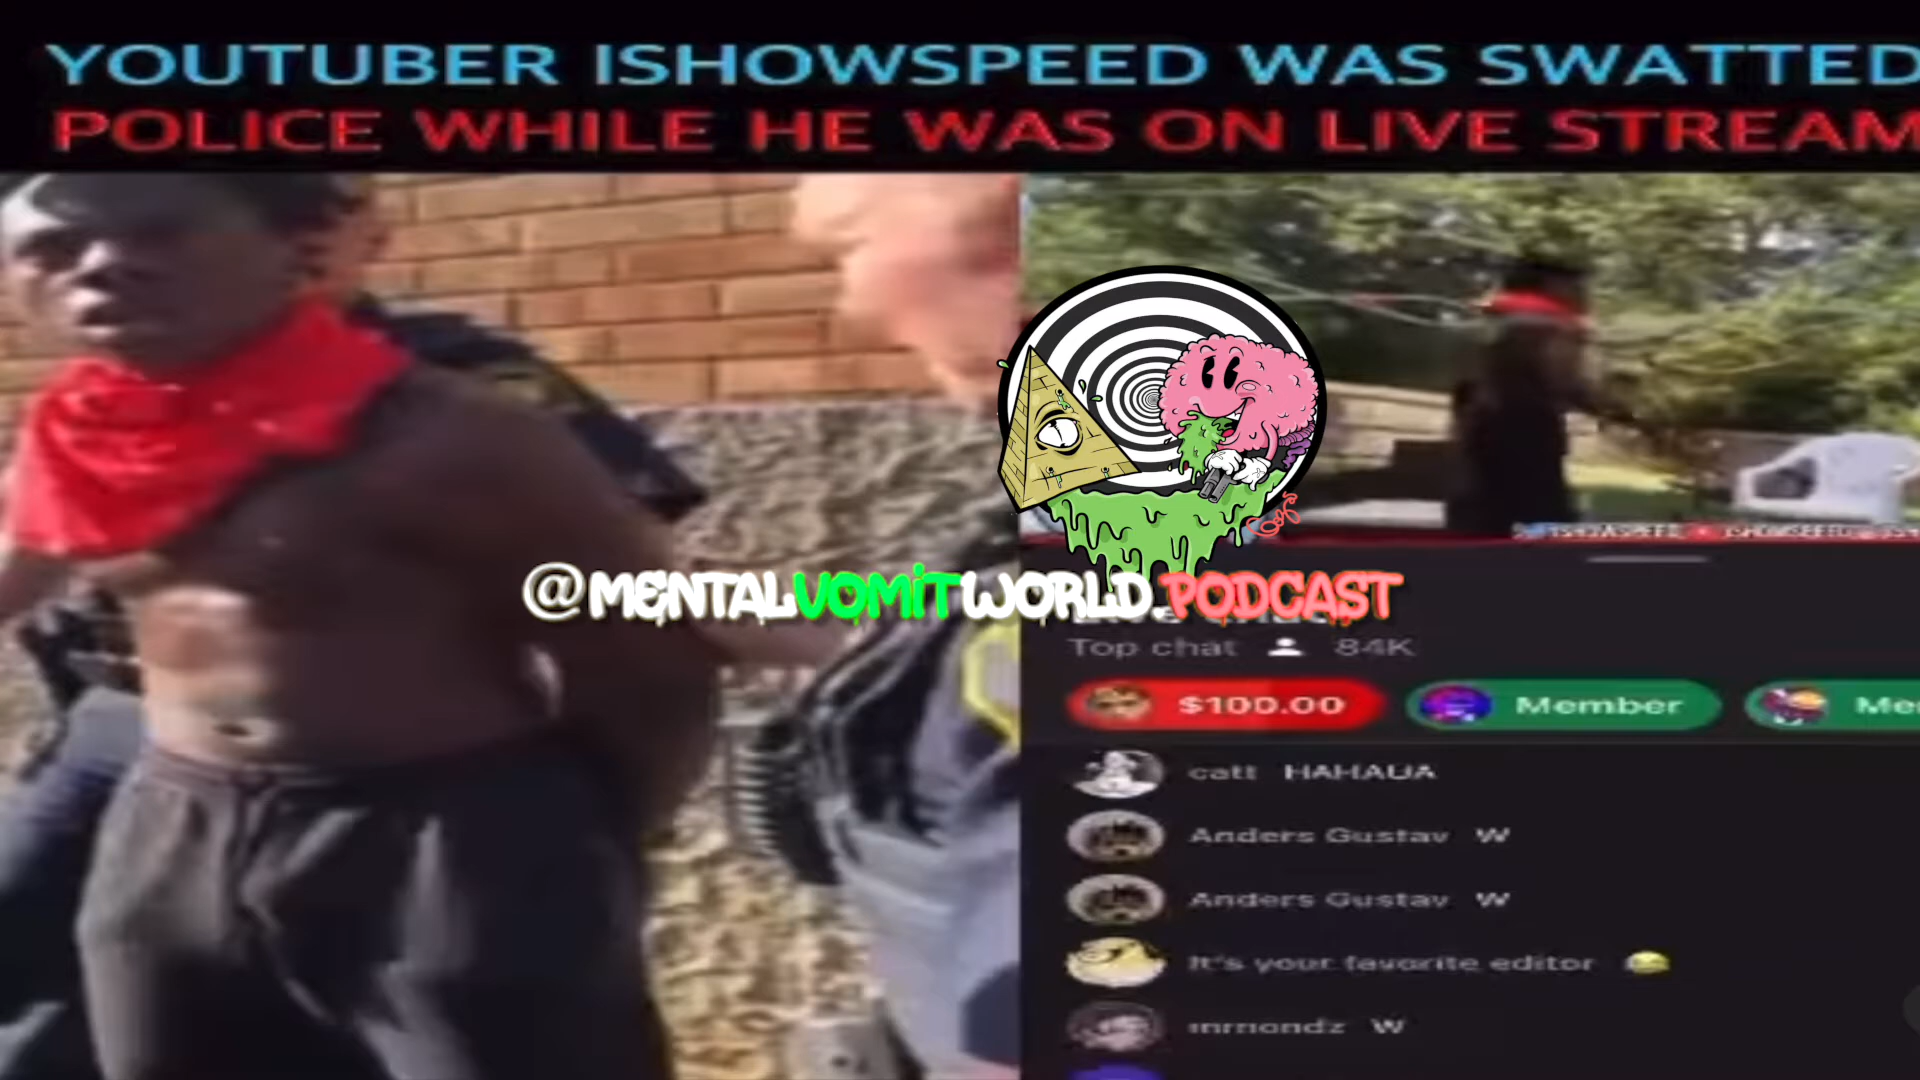 YOUTUBER ISHOWSPEED WAS SWATTED
POLICE WHILE HE WAS ON LIVE STREAM
@MENTALVOMITWORLD.PODCAST
Top chat 84K
$100.00 Member
catt HAHAUA
Anders Gustav W
Anders Gustav W
It's your favorite editor
mrnondz W